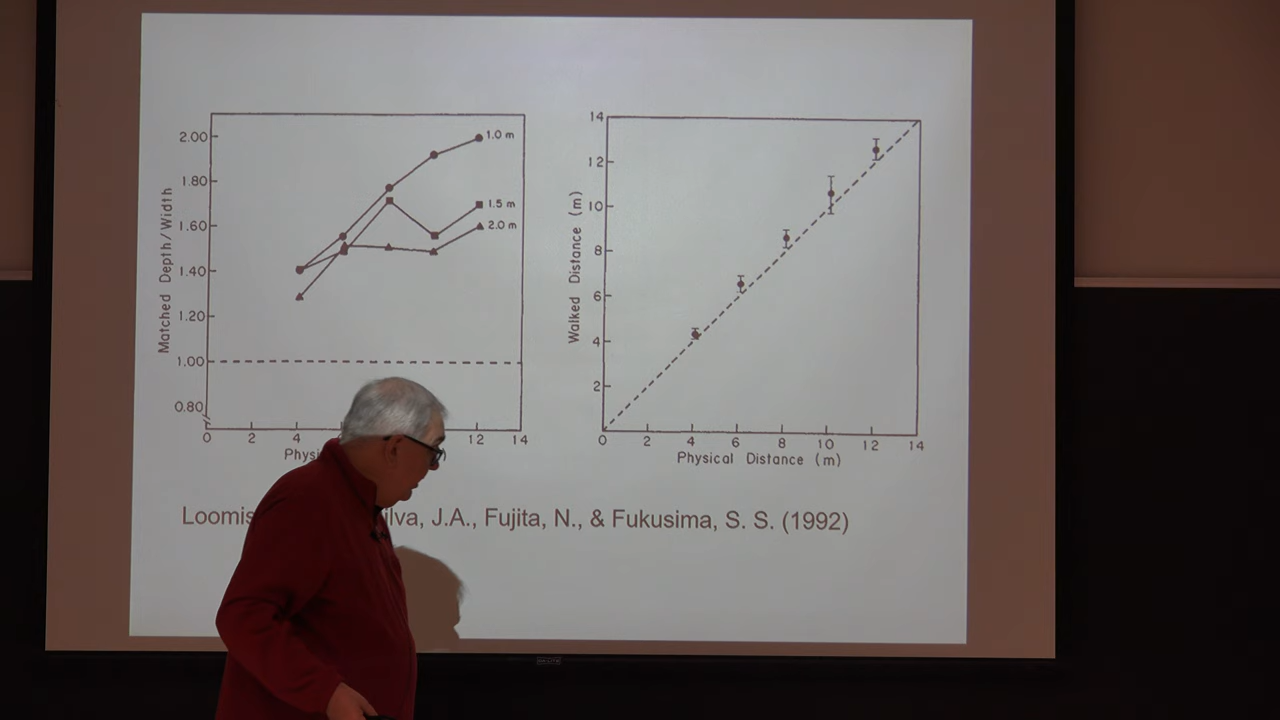 2.00
1.80
1.60
1.40
1.20
1.00
0.80
0 2 4 12 14
Matched Depth/Width
1.0 m
1.5 m
2.0 m
14
12
10
8
6
4
2
0 2 4 6 8 10 12 14
Walked Distance (m)
Physical Distance (m)
Loomis ilva, J.A., Fujita, N., & Fukusima, S. S. (1992)